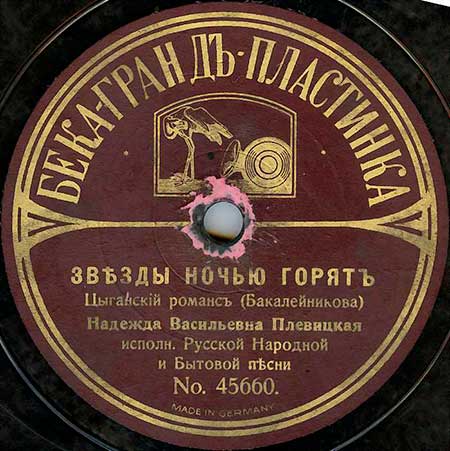 БЕКА-ГРАНДЪ-ПЛАСТИНКА
ЗВѢЗДЫ НОЧЬЮ ГОРЯТЪ
Цыганскій романсъ (Бакалейникова)
Надежда Васильевна Плевицкая
исполн. Русской Народной
и Бытовой пѣсни
No. 45660.
MADE IN GERMANY